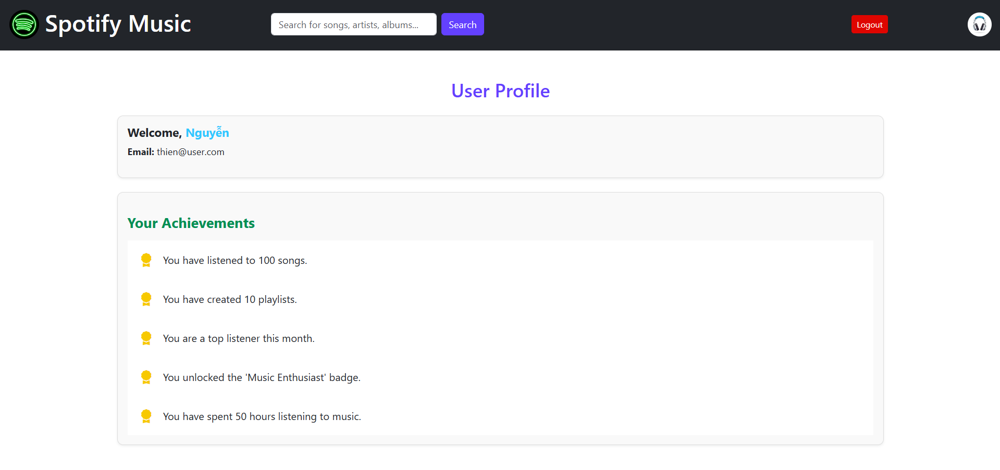 Spotify Music
Search for songs, artists, albums...
Search
Logout
User Profile
Welcome, Nguyễn
Email: thien@user.com
Your Achievements
You have listened to 100 songs.
You have created 10 playlists.
You are a top listener this month.
You unlocked the 'Music Enthusiast' badge.
You have spent 50 hours listening to music.